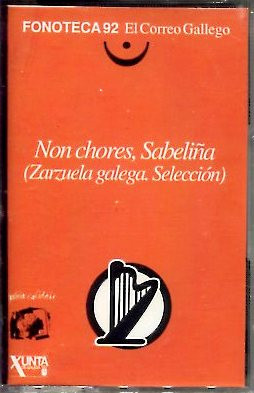 FONOTECA 92 El Correo Gallego
Non chores, Sabeliña
(Zarzuela galega. Selección)
XUNTA